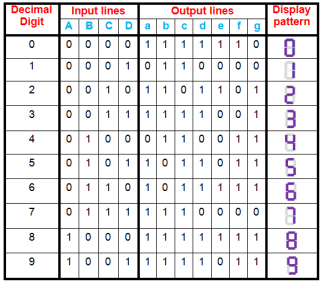 Decimal Digit Input lines Output lines Display pattern
A B C D a b c d e f g
0 0 0 0 0 1 1 1 1 1 1 0 0
1 0 0 0 1 0 1 1 0 0 0 0 1
2 0 0 1 0 1 1 0 1 1 0 1 2
3 0 0 1 1 1 1 1 1 0 0 1 3
4 0 1 0 0 0 1 1 0 0 1 1 4
5 0 1 0 1 1 0 1 1 0 1 1 5
6 0 1 1 0 1 0 1 1 1 1 1 6
7 0 1 1 1 1 1 1 0 0 0 0 7
8 1 0 0 0 1 1 1 1 1 1 1 8
9 1 0 0 1 1 1 1 1 0 1 1 9